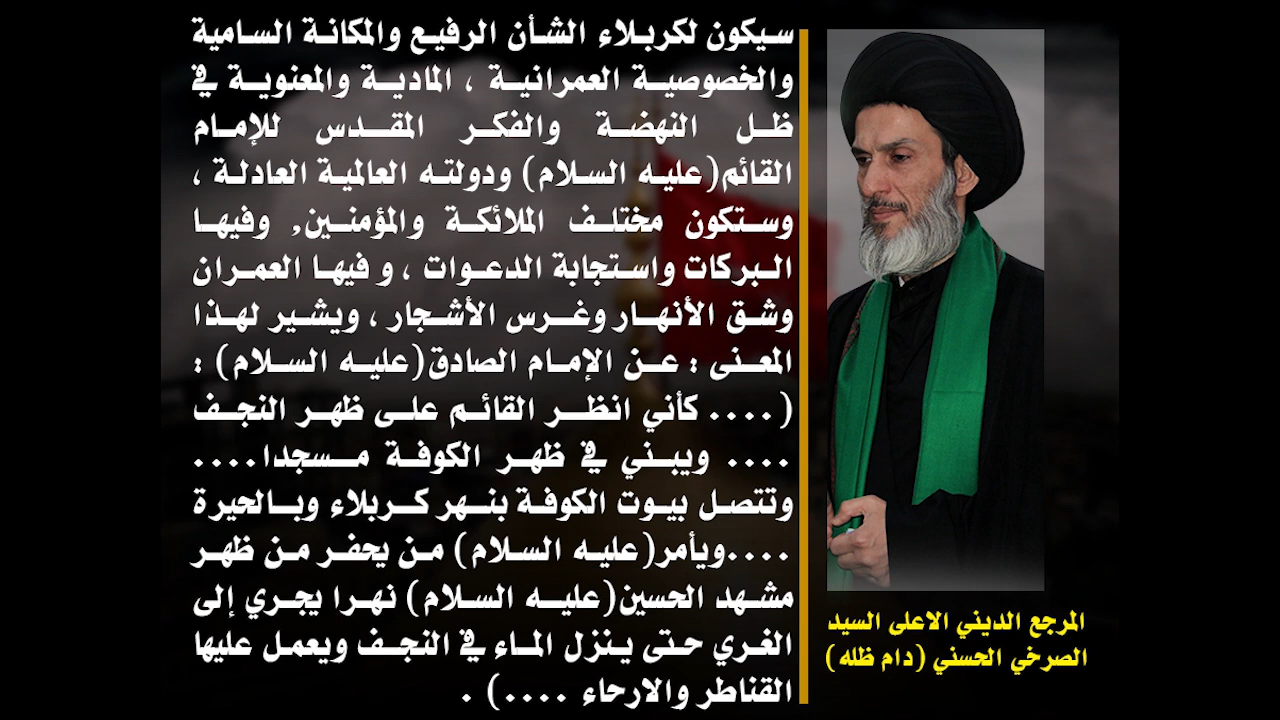 سيكون لكربلاء الشأن الرفيع والمكانة السامية
والخصوصية العمرانية ، المادية والمعنوية في
ظل النهضة والفكر المقدس للإمام
القائم(عليه السلام) ودولته العالمية العادلة ،
وستكون مختلف الملائكة والمؤمنين, وفيها
البركات واستجابة الدعوات ، و فيها العمران
وشق الأنهار وغرس الأشجار ، ويشير لهذا
المعنى : عن الإمام الصادق(عليه السلام) :
(.... كأني انظر القائم على ظهر النجف
.... ويبني في ظهر الكوفة مسجدا....
وتتصل بيوت الكوفة بنهر كربلاء وبالحيرة
....ويأمر(عليه السلام) من يحفر من ظهر
مشهد الحسين(عليه السلام) نهرا يجري إلى
الغري حتى ينزل الماء في النجف ويعمل عليها
القناطر والارحاء ....) .
المرجع الديني الاعلى السيد
الصرخي الحسني (دام ظله)